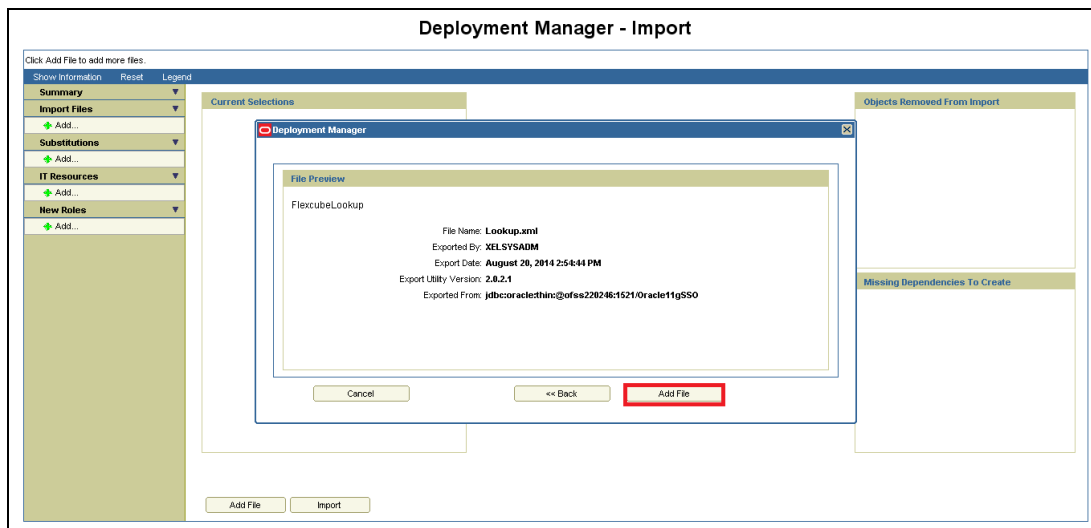 Deployment Manager - Import
Click Add File to add more files.
Show Information Reset Legend
Summary
Import Files
Add...
Substitutions
Add...
IT Resources
Add...
New Roles
Add...
Current Selections
Objects Removed From Import
Deployment Manager
File Preview
FlexcubeLookup
File Name: Lookup.xml
Exported By: XELSYSADM
Export Date: August 20, 2014 2:54:44 PM
Export Utility Version: 2.0.2.1
Exported From: jdbc:oracle:thin:@ofss220246:1521/Oracle11gSSO
Missing Dependencies To Create
Cancel << Back Add File
Add File Import